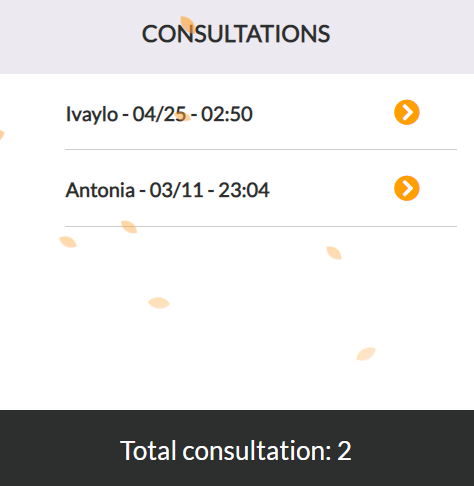 CONSULTATIONS
Ivaylo - 04/25 - 02:50
Antonia - 03/11 - 23:04
Total consultation: 2